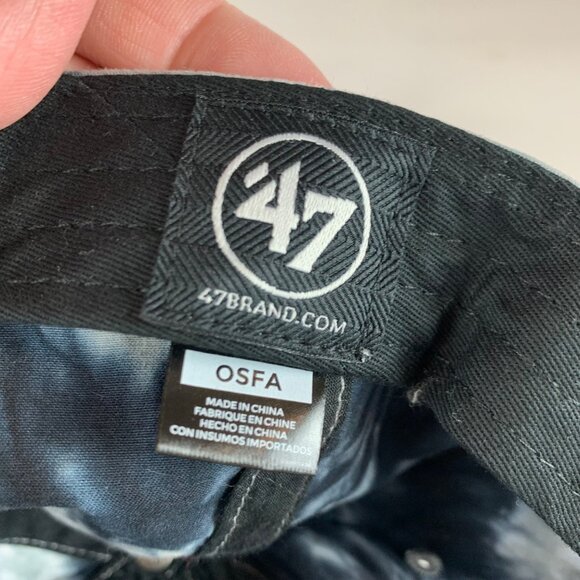 '47
47BRAND.COM
OSFA
MADE IN CHINA
FABRIQUE EN CHINE
HECHO EN CHINA
CON INSUMOS IMPORTADOS